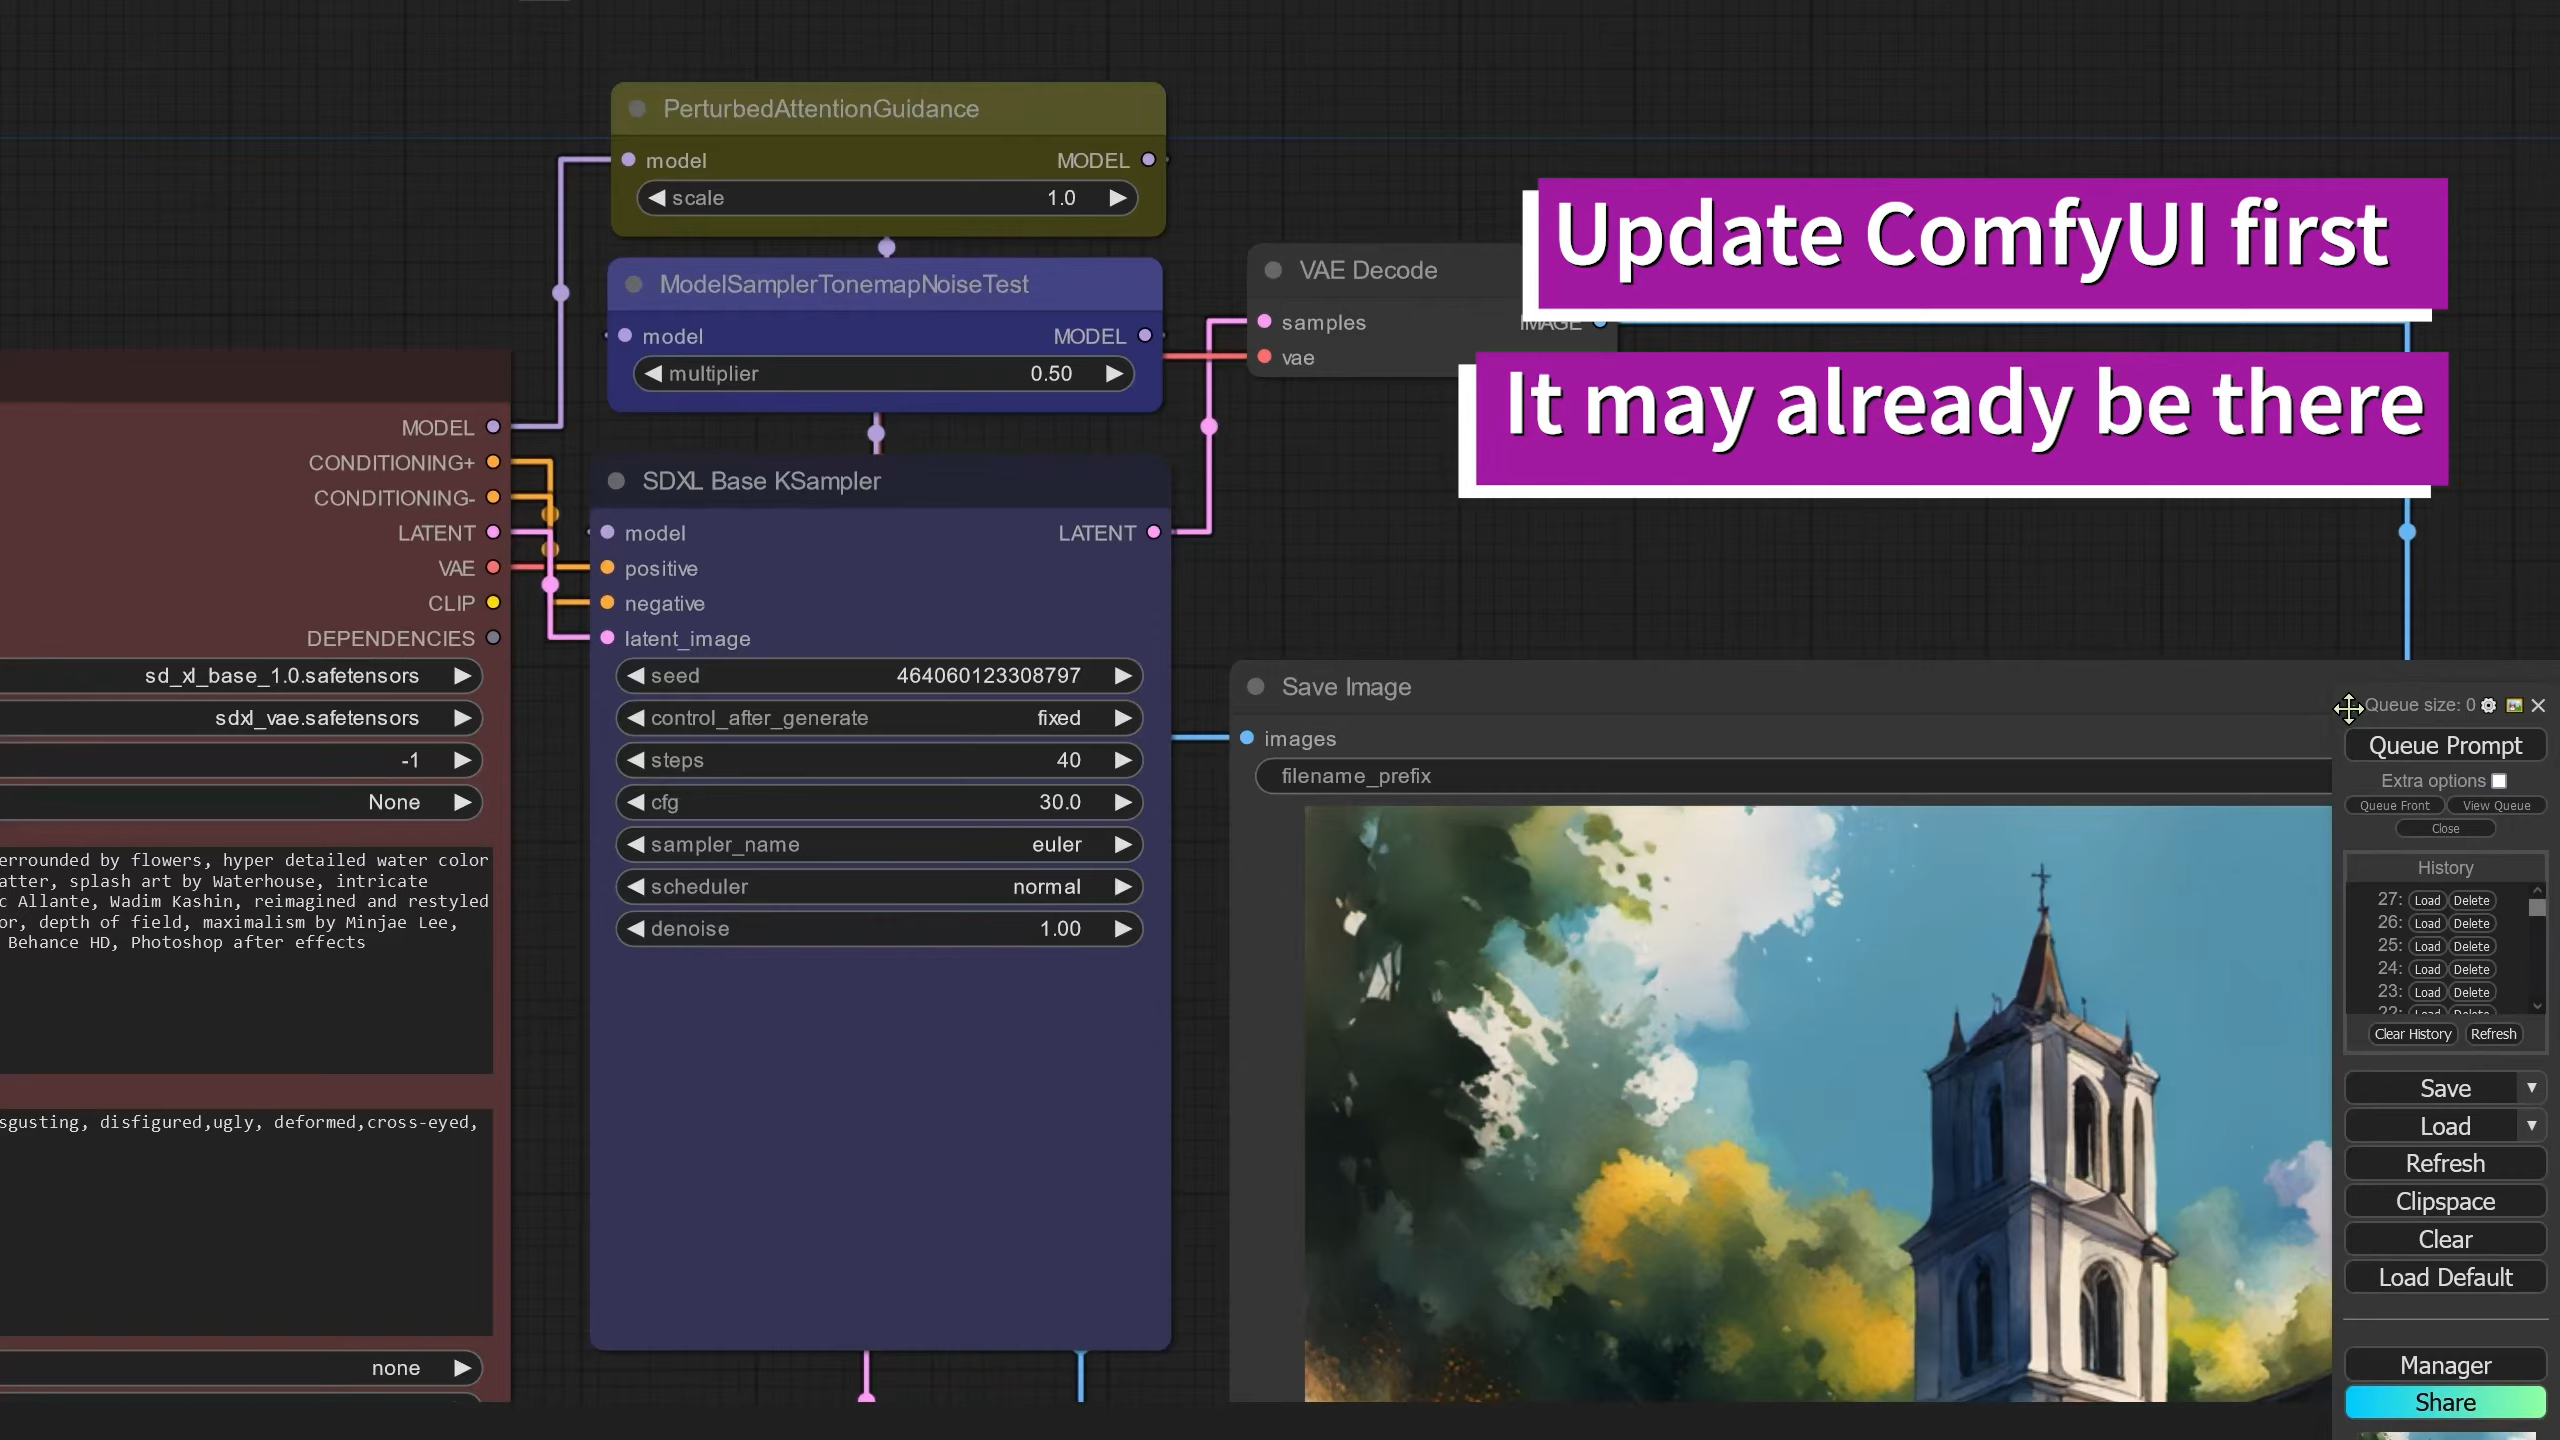 PerturbedAttentionGuidance
model MODEL
scale 1.0
ModelSamplerTonemapNoiseTest
model MODEL
multiplier 0.50
Update ComfyUI first
It may already be there
VAE Decode
samples IMAGE
vae
MODEL
CONDITIONING+
CONDITIONING-
LATENT
VAE
CLIP
DEPENDENCIES
sd_xl_base_1.0.safetensors
sdxl_vae.safetensors
-1
None
errounded by flowers, hyper detailed water color
atter, splash art by Waterhouse, intricate
c Allante, Wadim Kashin, reimagined and restyled
or, depth of field, maximalism by Minjae Lee,
Behance HD, Photoshop after effects
sgusting, disfigured,ugly, deformed,cross-eyed,
none
SDXL Base KSampler
model LATENT
positive
negative
latent_image
seed 464060123308797
control_after_generate fixed
steps 40
cfg 30.0
sampler_name euler
scheduler normal
denoise 1.00
Save Image
images
filename_prefix
Queue size: 0
Queue Prompt
Extra options
Queue Front View Queue
Close
History
27: Load Delete
26: Load Delete
25: Load Delete
24: Load Delete
23: Load Delete
22: Load Delete
Clear History Refresh
Save
Load
Refresh
Clipspace
Clear
Load Default
Manager
Share